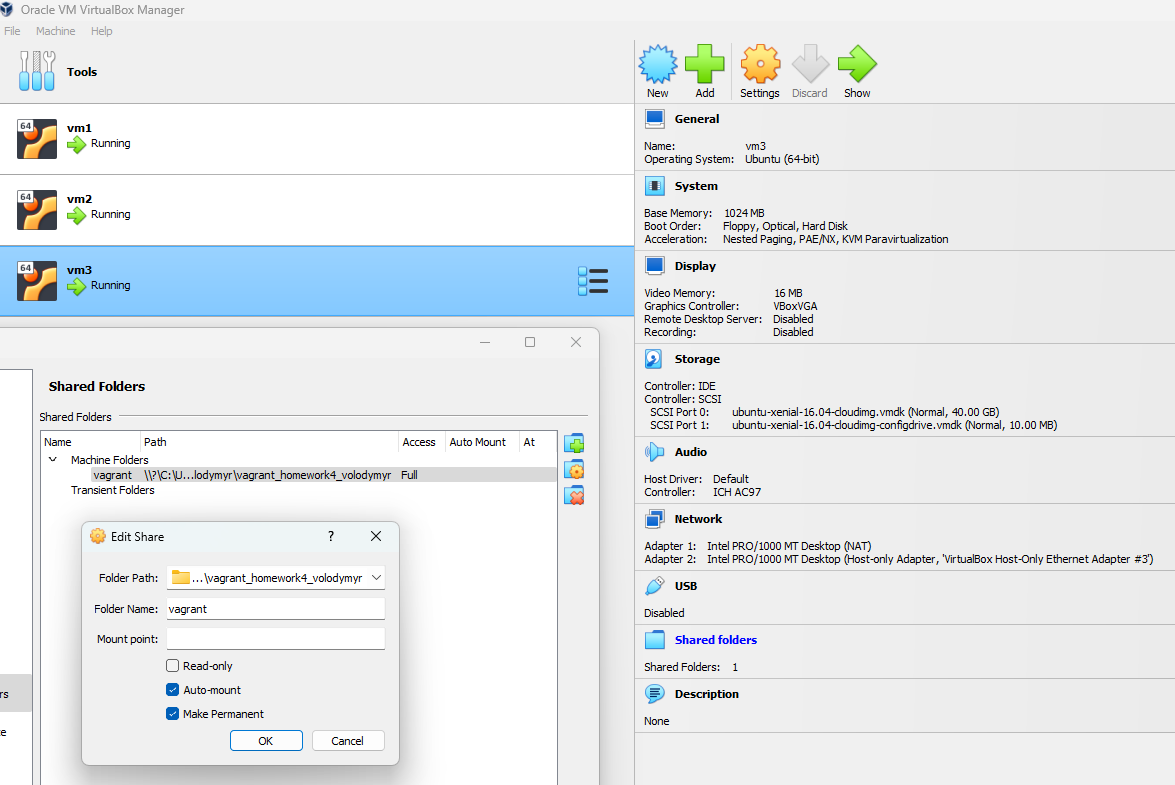 Oracle VM VirtualBox Manager
File Machine Help
Tools
64
vm1
Running
64
vm2
Running
64
vm3
Running
New Add Settings Discard Show
General
Name: vm3
Operating System: Ubuntu (64-bit)
System
Base Memory: 1024 MB
Boot Order: Floppy, Optical, Hard Disk
Acceleration: Nested Paging, PAE/NX, KVM Paravirtualization
Display
Video Memory: 16 MB
Graphics Controller: VBoxVGA
Remote Desktop Server: Disabled
Recording: Disabled
Storage
Controller: IDE
Controller: SCSI
SCSI Port 0: ubuntu-xenial-16.04-cloudimg.vmdk (Normal, 40.00 GB)
SCSI Port 1: ubuntu-xenial-16.04-cloudimg-configdrive.vmdk (Normal, 10.00 MB)
Audio
Host Driver: Default
Controller: ICH AC97
Network
Adapter 1: Intel PRO/1000 MT Desktop (NAT)
Adapter 2: Intel PRO/1000 MT Desktop (Host-only Adapter, 'VirtualBox Host-Only Ethernet Adapter #3')
USB
Disabled
Shared folders
Shared Folders: 1
Description
None
Shared Folders
Shared Folders
Name Path Access Auto Mount At
Machine Folders
vagrant \\?\C:\U...lodymyr\vagrant_homework4_volodymyr Full
Transient Folders
Edit Share ?
Folder Path: ...\vagrant_homework4_volodymyr
Folder Name: vagrant
Mount point:
Read-only
Auto-mount
Make Permanent
OK Cancel
rs
e